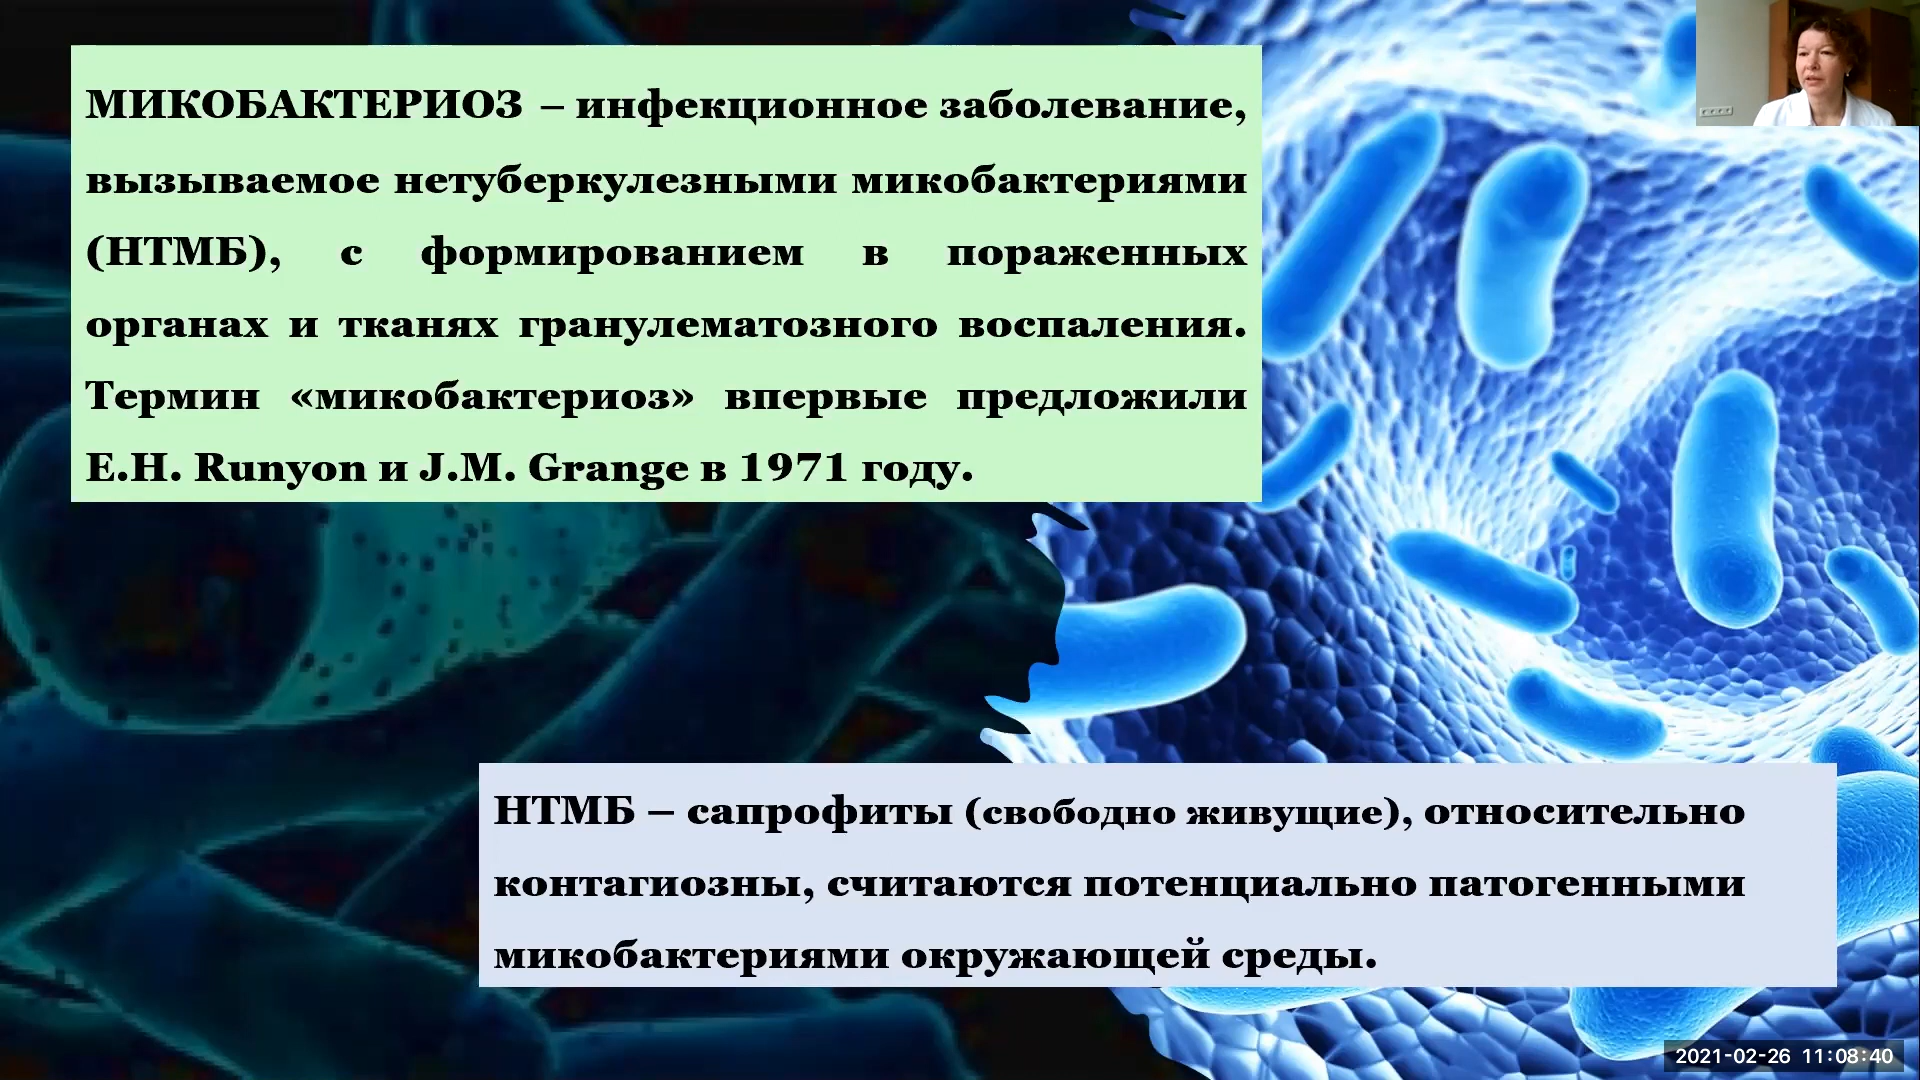 МИКОБАКТЕРИОЗ – инфекционное заболевание,
вызываемое нетуберкулезными микобактериями
(НТМБ), с формированием в пораженных
органах и тканях гранулематозного воспаления.
Термин «микобактериоз» впервые предложили
E.H. Runyon и J.M. Grange в 1971 году.
НТМБ – сапрофиты (свободно живущие), относительно
контагиозны, считаются потенциально патогенными
микобактериями окружающей среды.
2021-02-26 11:08:40